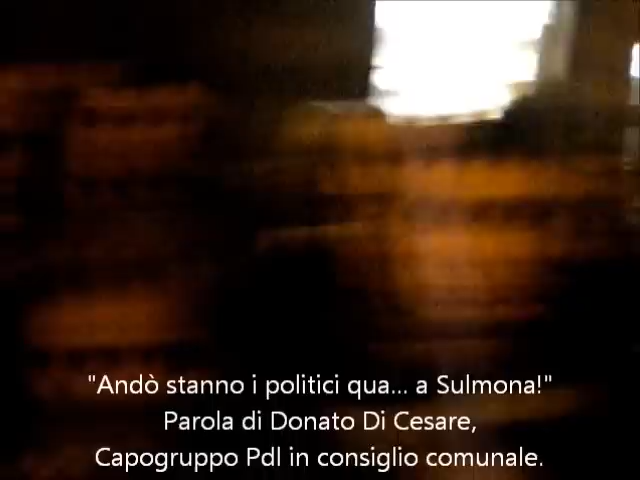 "Andò stanno i politici qua... a Sulmona!"
Parola di Donato Di Cesare,
Capogruppo Pdl in consiglio comunale.